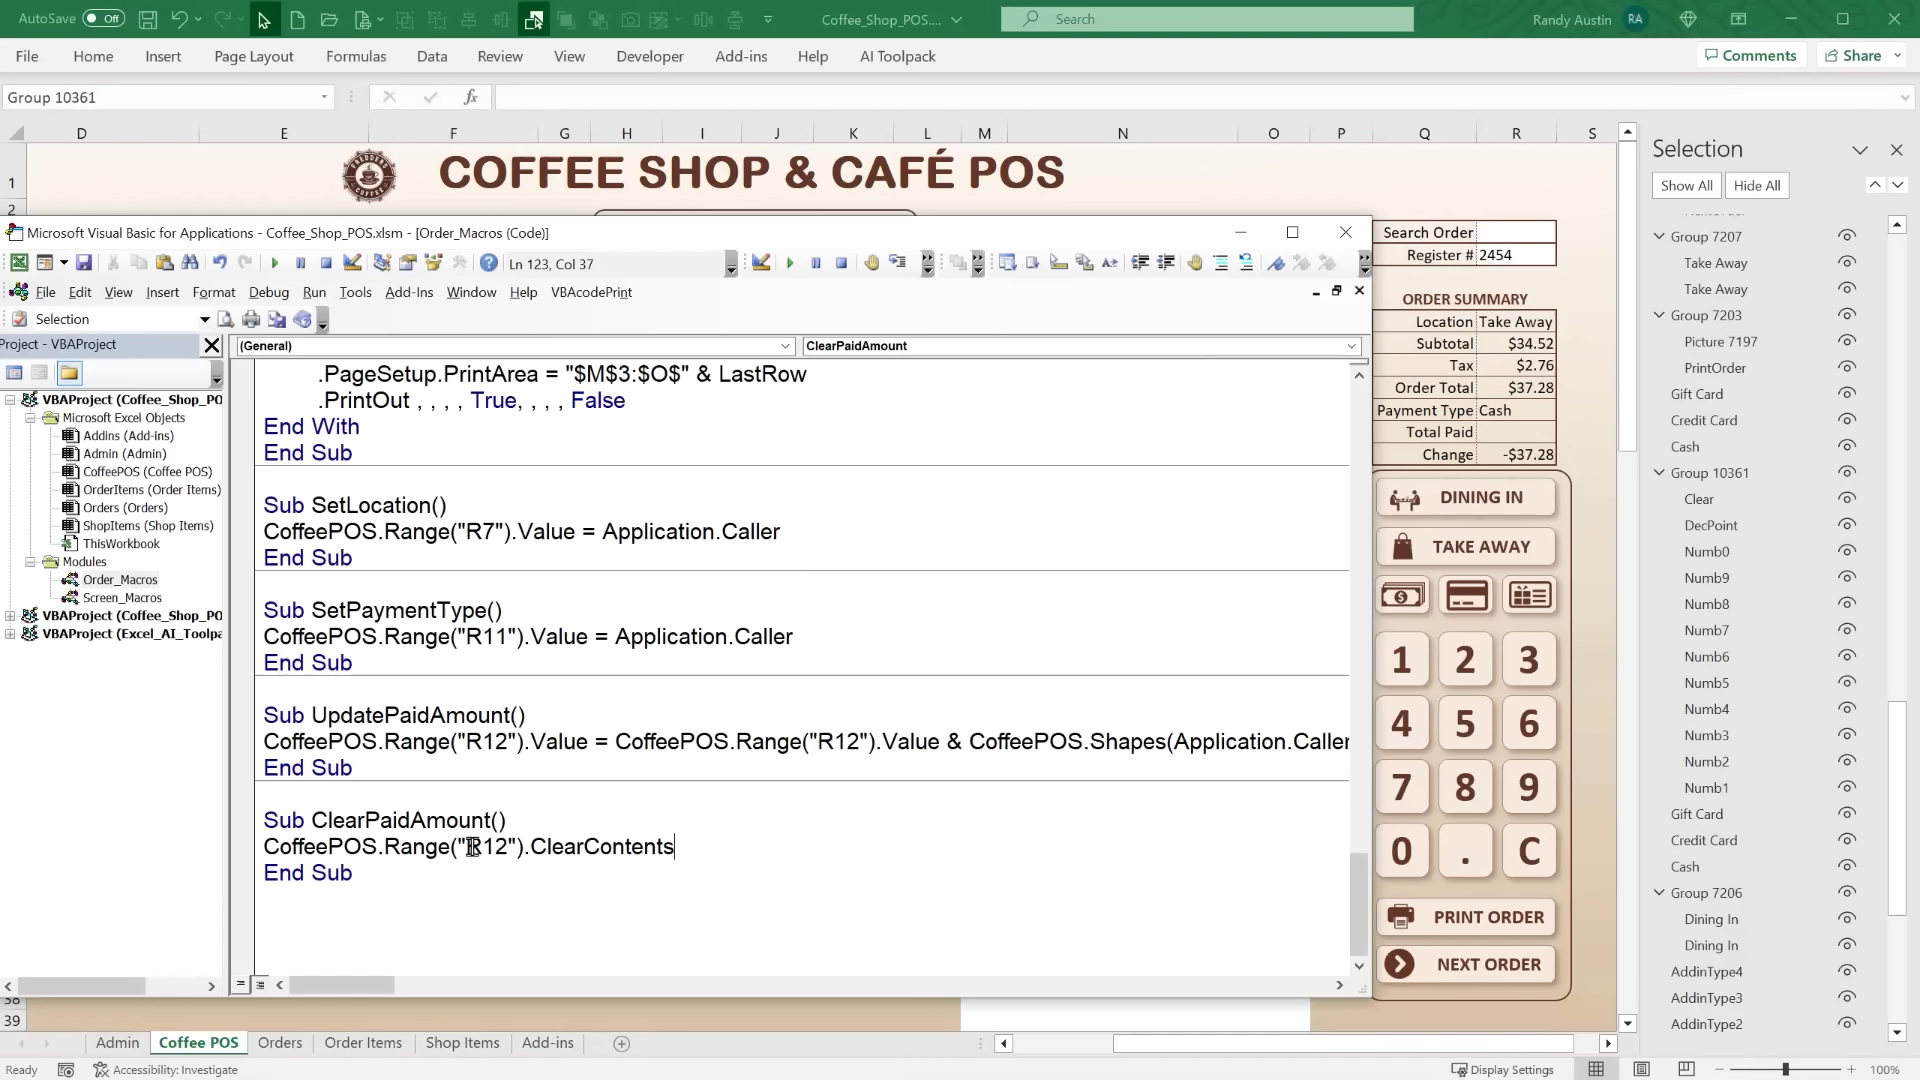 AutoSave Off Coffee_Shop_POS.... Search Randy Austin RA
File Home Insert Page Layout Formulas Data Review View Developer Add-ins Help AI Toolpack Comments Share
Group 10361 fx
D E F G H I J K L M N O P Q R S
1 COFFEE SHOP & CAFÉ POS
2
Microsoft Visual Basic for Applications - Coffee_Shop_POS.xlsm - [Order_Macros (Code)]
Ln 123, Col 37
File Edit View Insert Format Debug Run Tools Add-Ins Window Help VBAcodePrint
Selection
Project - VBAProject
VBAProject (Coffee_Shop_PO
Microsoft Excel Objects
Addins (Add-ins)
Admin (Admin)
CoffeePOS (Coffee POS)
OrderItems (Order Items)
Orders (Orders)
ShopItems (Shop Items)
ThisWorkbook
Modules
Order_Macros
Screen_Macros
VBAProject (Coffee_Shop_PO
VBAProject (Excel_AI_Toolpa
(General) ClearPaidAmount
.PageSetup.PrintArea = "$M$3:$O$" & LastRow
.PrintOut , , , , True, , , , False
End With
End Sub
Sub SetLocation()
CoffeePOS.Range("R7").Value = Application.Caller
End Sub
Sub SetPaymentType()
CoffeePOS.Range("R11").Value = Application.Caller
End Sub
Sub UpdatePaidAmount()
CoffeePOS.Range("R12").Value = CoffeePOS.Range("R12").Value & CoffeePOS.Shapes(Application.Caller
End Sub
Sub ClearPaidAmount()
CoffeePOS.Range("R12").ClearContents
End Sub
Search Order
Register # 2454
ORDER SUMMARY
Location Take Away
Subtotal $34.52
Tax $2.76
Order Total $37.28
Payment Type Cash
Total Paid
Change -$37.28
DINING IN
TAKE AWAY
1 2 3
4 5 6
7 8 9
0 . C
PRINT ORDER
NEXT ORDER
Selection
Show All Hide All
Group 7207
Take Away
Take Away
Group 7203
Picture 7197
PrintOrder
Gift Card
Credit Card
Cash
Group 10361
Clear
DecPoint
Numb0
Numb9
Numb8
Numb7
Numb6
Numb5
Numb4
Numb3
Numb2
Numb1
Gift Card
Credit Card
Cash
Group 7206
Dining In
Dining In
AddinType4
AddinType3
AddinType2
38
39
Admin Coffee POS Orders Order Items Shop Items Add-ins
Ready Accessibility: Investigate Display Settings 100%